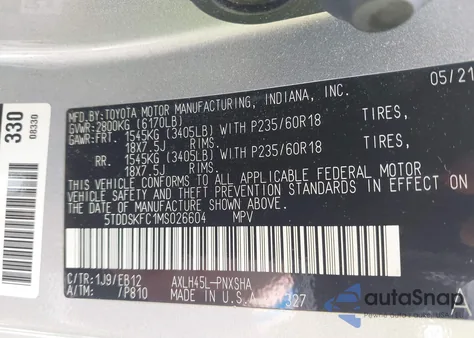 330
08330
05/21
MFD.BY:TOYOTA MOTOR MANUFACTURING, INDIANA, INC.
GVWR:2800KG (6170LB)
GAWR:FRT. 1545KG (3405LB) WITH P235/60R18 TIRES,
18X7.5J RIMS.
RR. 1545KG (3405LB) WITH P235/60R18 TIRES,
18X7.5J RIMS.
THIS VEHICLE CONFORMS TO ALL APPLICABLE FEDERAL MOTOR
VEHICLE SAFETY AND THEFT PREVENTION STANDARDS IN EFFECT
ON THE DATE OF MANUFACTURE SHOWN ABOVE.
5TDDSKFC1MS026604 MPV
C/TR:1J9/EB12 AXLH45L-PNXSHA
A/TM: /P810 MADE IN U.S.A. 327
autoSnap